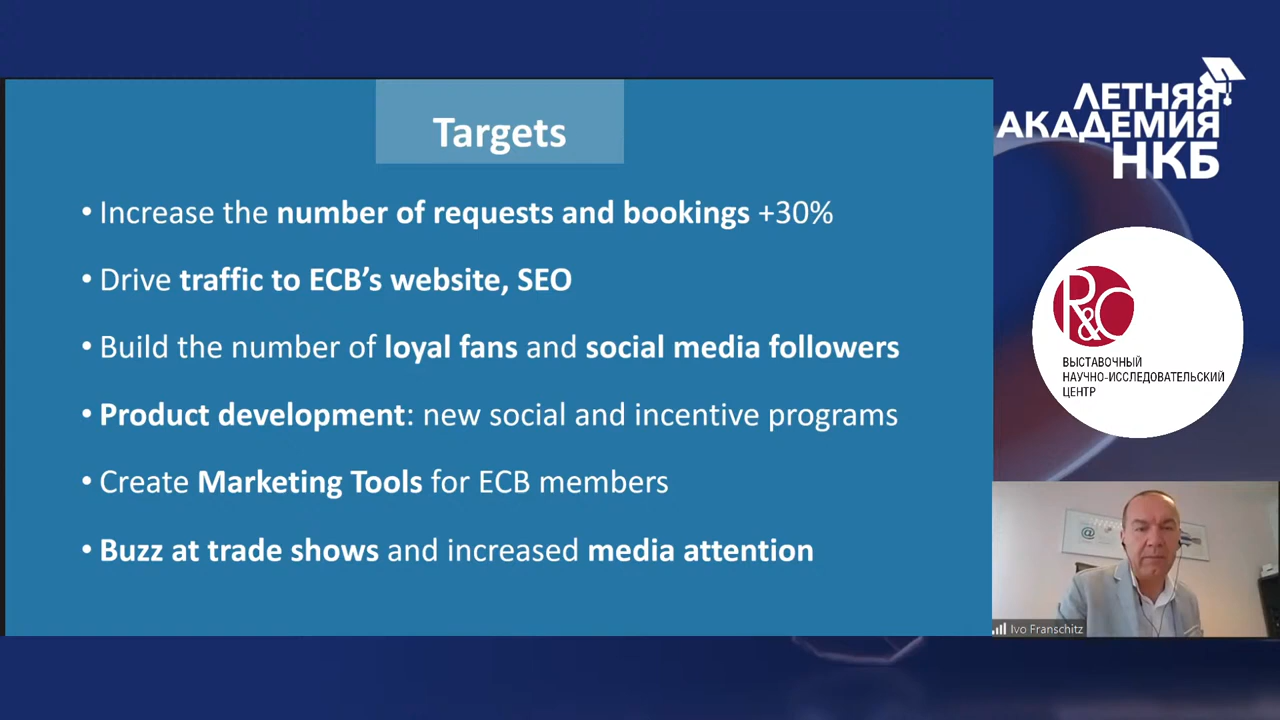 Targets
• Increase the number of requests and bookings +30%
• Drive traffic to ECB’s website, SEO
• Build the number of loyal fans and social media followers
• Product development: new social and incentive programs
• Create Marketing Tools for ECB members
• Buzz at trade shows and increased media attention
ЛЕТНЯЯ
АКАДЕМИЯ
НКБ
R&C
ВЫСТАВОЧНЫЙ
НАУЧНО-ИССЛЕДОВАТЕЛЬСКИЙ
ЦЕНТР
@
Ivo Franschitz